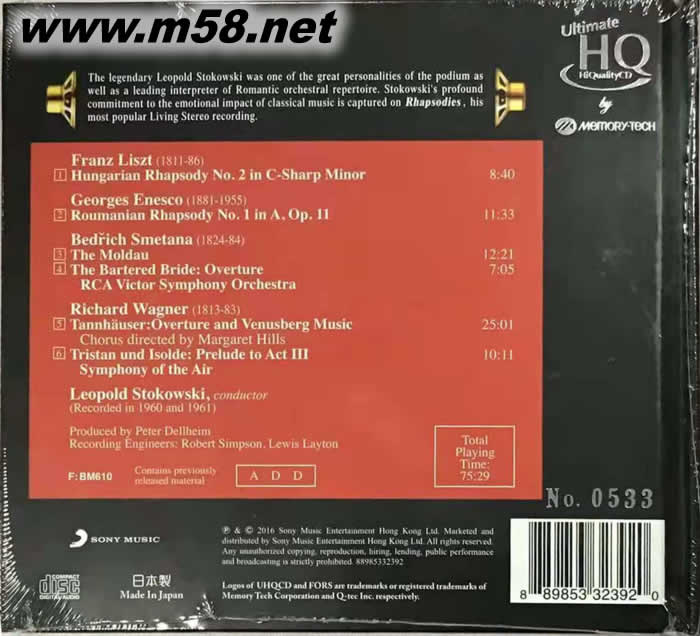 www.m58.net
Ultimate
HQ
HiQualityCD
by
MEMORY-TECH
The legendary Leopold Stokowski was one of the great personalities of the podium as
well as a leading interpreter of Romantic orchestral repertoire. Stokowski's profound
commitment to the emotional impact of classical music is captured on Rhapsodies, his
most popular Living Stereo recording.
Franz Liszt (1811-86)
1 Hungarian Rhapsody No. 2 in C-Sharp Minor 8:40
Georges Enesco (1881-1955)
2 Roumanian Rhapsody No. 1 in A, Op. 11 11:33
Bedřich Smetana (1824-84)
3 The Moldau 12:21
4 The Bartered Bride: Overture 7:05
RCA Victor Symphony Orchestra
Richard Wagner (1813-83)
5 Tannhäuser:Overture and Venusberg Music 25:01
Chorus directed by Margaret Hills
6 Tristan und Isolde: Prelude to Act III 10:11
Symphony of the Air
Leopold Stokowski, conductor
(Recorded in 1960 and 1961)
Produced by Peter Dellheim
Recording Engineers: Robert Simpson, Lewis Layton
Total
Playing
Time:
75:29
F: BM610
Contains previously
released material
A D D
No. 0533
SONY MUSIC
℗ & © 2016 Sony Music Entertainment Hong Kong Ltd. Marketed and
distributed by Sony Music Entertainment Hong Kong Ltd. All rights reserved.
Any unauthorized copying, reproduction, hiring, lending, public performance
and broadcasting is strictly prohibited. 88985332392
COMPACT
disc
DIGITAL AUDIO
日本製
Made In Japan
Logos of UHQCD and FORS are trademarks or registered trademarks of
Memory Tech Corporation and Q-tec Inc. respectively.
8 89853 32392 0